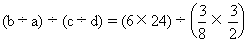 (b ÷ a) ÷ (c ÷ d) = (6 × 24) ÷ (3/8 × 3/2)